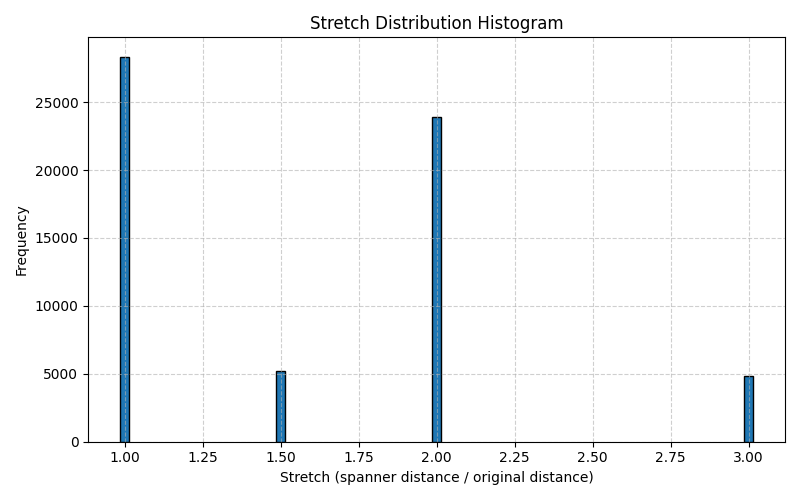 Stretch Distribution Histogram
Frequency
25000
20000
15000
10000
5000
0
1.00 1.25 1.50 1.75 2.00 2.25 2.50 2.75 3.00
Stretch (spanner distance / original distance)